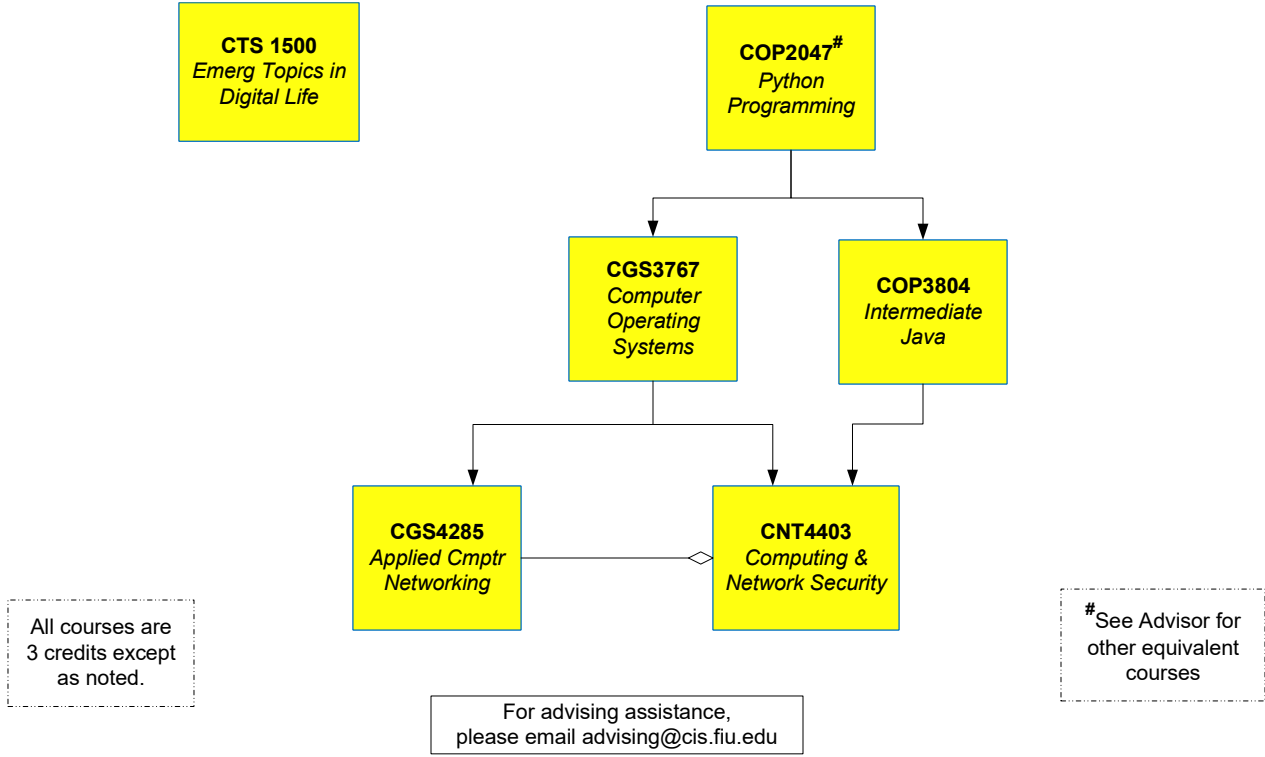 CTS 1500
Emerg Topics in
Digital Life
COP2047#
Python
Programming
CGS3767
Computer
Operating
Systems
COP3804
Intermediate
Java
CGS4285
Applied Cmptr
Networking
CNT4403
Computing &
Network Security
All courses are
3 credits except
as noted.
#See Advisor for
other equivalent
courses
For advising assistance,
please email advising@cis.fiu.edu